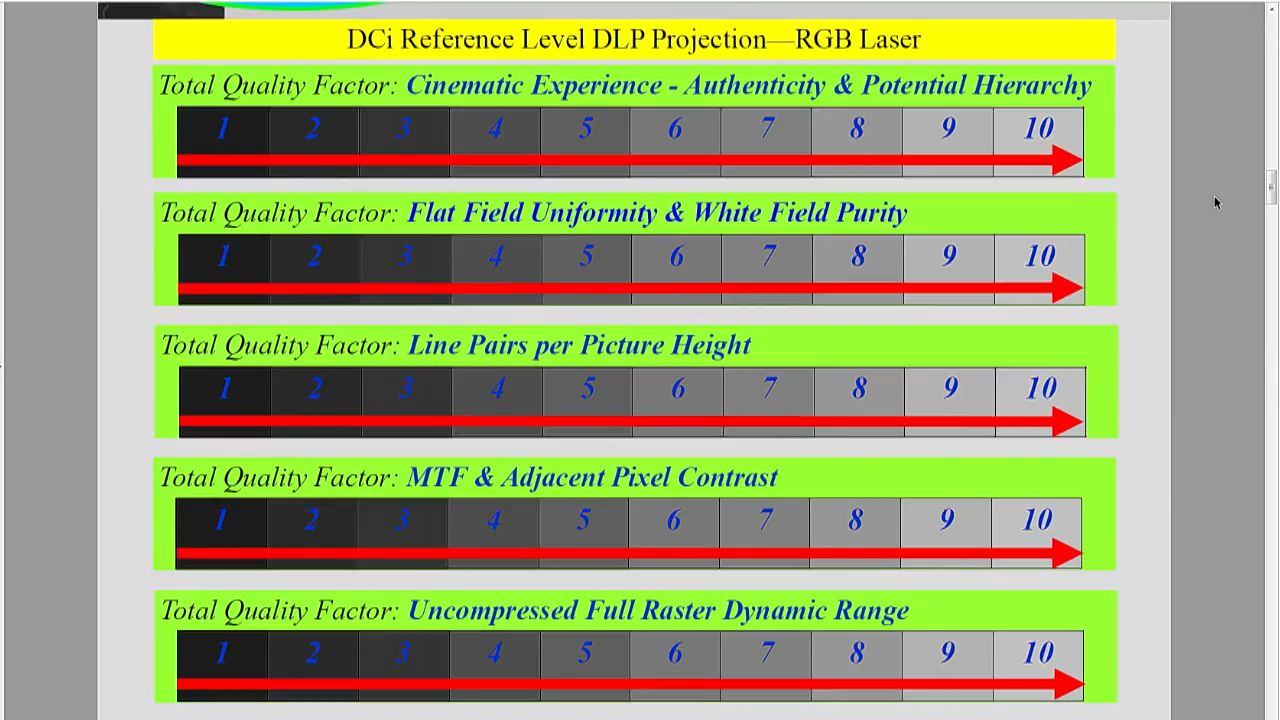 DCi Reference Level DLP Projection—RGB Laser
Total Quality Factor: Cinematic Experience - Authenticity & Potential Hierarchy
1 2 3 4 5 6 7 8 9 10
Total Quality Factor: Flat Field Uniformity & White Field Purity
1 2 3 4 5 6 7 8 9 10
Total Quality Factor: Line Pairs per Picture Height
1 2 3 4 5 6 7 8 9 10
Total Quality Factor: MTF & Adjacent Pixel Contrast
1 2 3 4 5 6 7 8 9 10
Total Quality Factor: Uncompressed Full Raster Dynamic Range
1 2 3 4 5 6 7 8 9 10